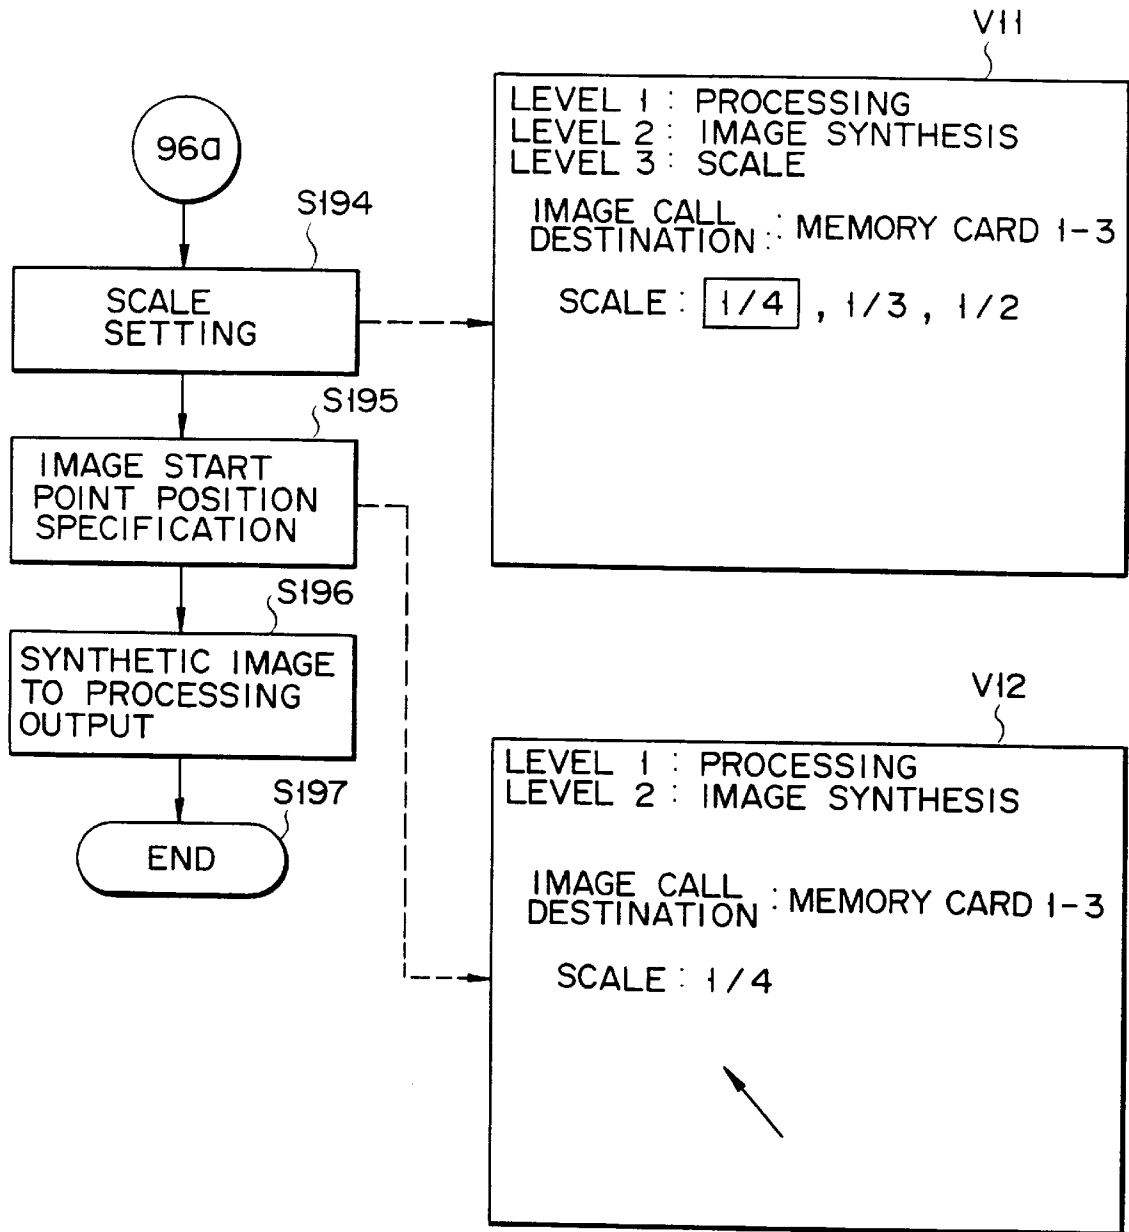 96a
S194
SCALE
SETTING
S195
IMAGE START
POINT POSITION
SPECIFICATION
S196
SYNTHETIC IMAGE
TO PROCESSING
OUTPUT
S197
END
V11
LEVEL 1 : PROCESSING
LEVEL 2 : IMAGE SYNTHESIS
LEVEL 3 : SCALE
IMAGE CALL
DESTINATION : MEMORY CARD 1-3
SCALE : 1/4 , 1/3 , 1/2
V12
LEVEL 1 : PROCESSING
LEVEL 2 : IMAGE SYNTHESIS
IMAGE CALL
DESTINATION : MEMORY CARD 1-3
SCALE : 1/4